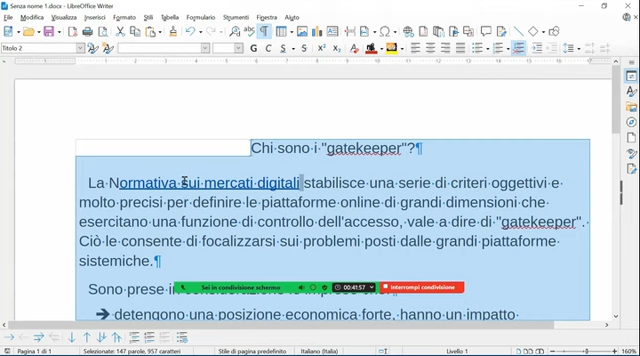 Senza nome 1.docx - LibreOffice Writer
File Modifica Visualizza Inserisci Formato Stili Tabella Formulario Strumenti Finestra Aiuto
Titolo 2
G C S
Chi·sono·i·"gatekeeper"?¶
La·Normativa·sui·mercati·digitali stabilisce·una·serie·di·criteri·oggettivi·e·
molto·precisi·per·definire·le·piattaforme·online·di·grandi·dimensioni·che·
esercitano·una·funzione·di·controllo·dell'accesso,·vale·a·dire·di·"gatekeeper".·
Ciò·le·consente·di·focalizzarsi·sui·problemi·posti·dalle·grandi·piattaforme·
sistemiche.¶
Sono·prese·in
Sei in condivisione schermo 00:41:57 Interrompi condivisione
➔ detengono·una·posizione·economica·forte,·hanno·un·impatto·
Pagina 1 di 1 Selezionate: 147 parole, 957 caratteri Stile di pagina predefinito Italiano (Italia) Livello 1 160%